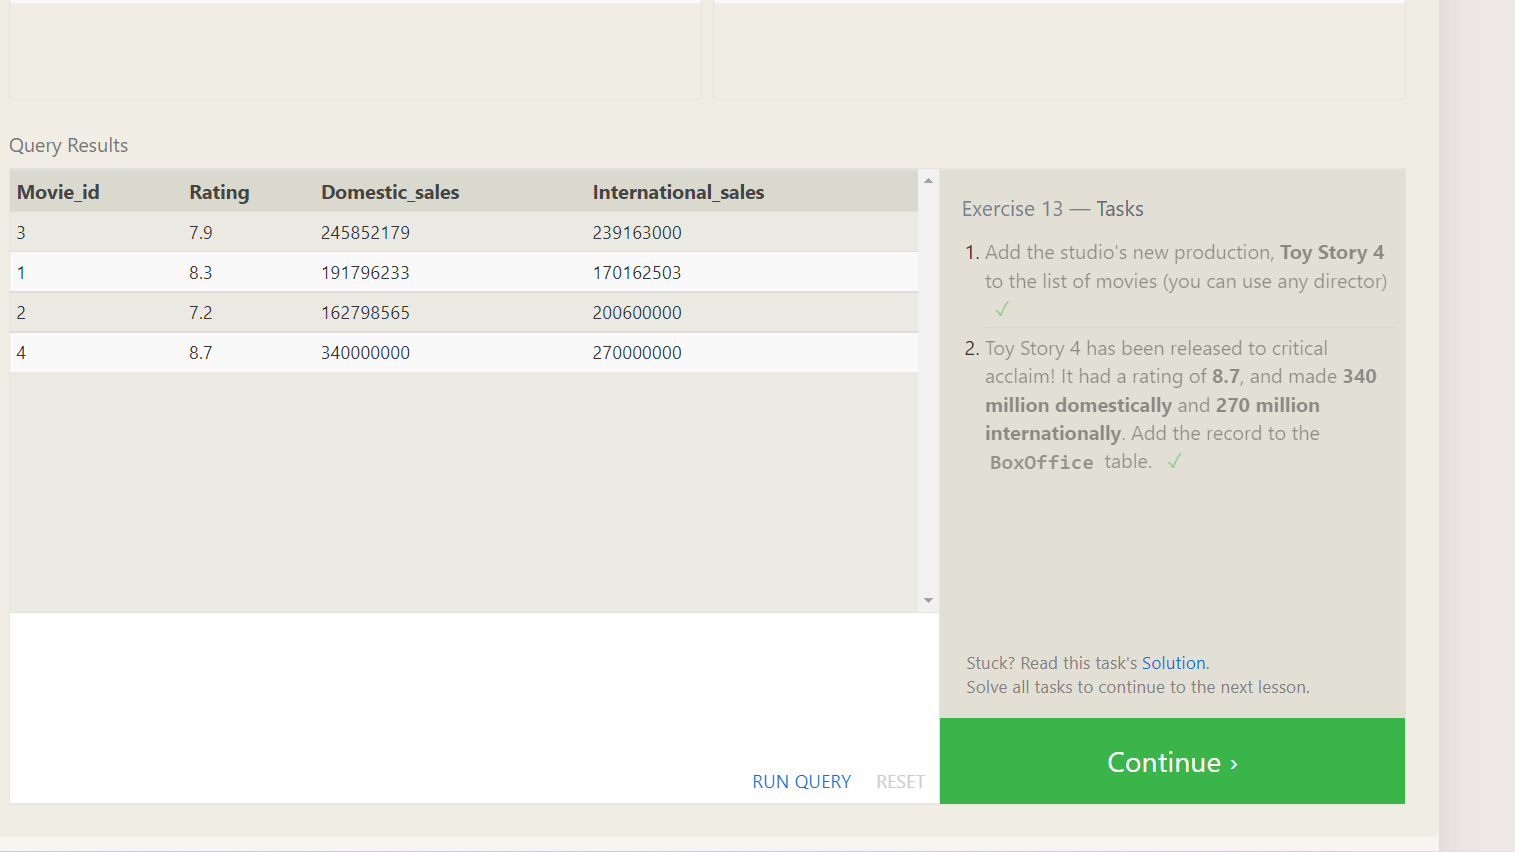 Query Results
Movie_id Rating Domestic_sales International_sales
3 7.9 245852179 239163000
1 8.3 191796233 170162503
2 7.2 162798565 200600000
4 8.7 340000000 270000000
RUN QUERY RESET
Exercise 13 — Tasks
1. Add the studio's new production, Toy Story 4
to the list of movies (you can use any director)
✓
2. Toy Story 4 has been released to critical
acclaim! It had a rating of 8.7, and made 340
million domestically and 270 million
internationally. Add the record to the
BoxOffice table. ✓
Stuck? Read this task's Solution.
Solve all tasks to continue to the next lesson.
Continue ›